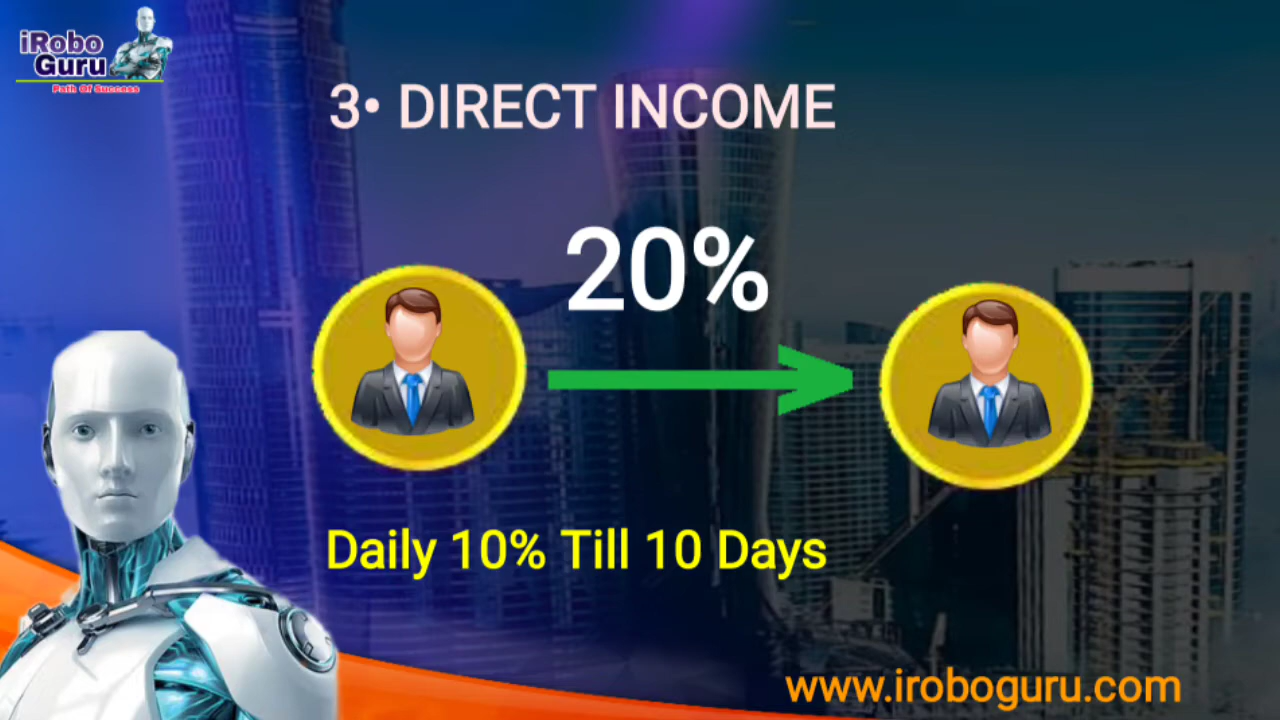 iRobo
Guru
Path Of Success
3• DIRECT INCOME
20%
Daily 10% Till 10 Days
www.iroboguru.com